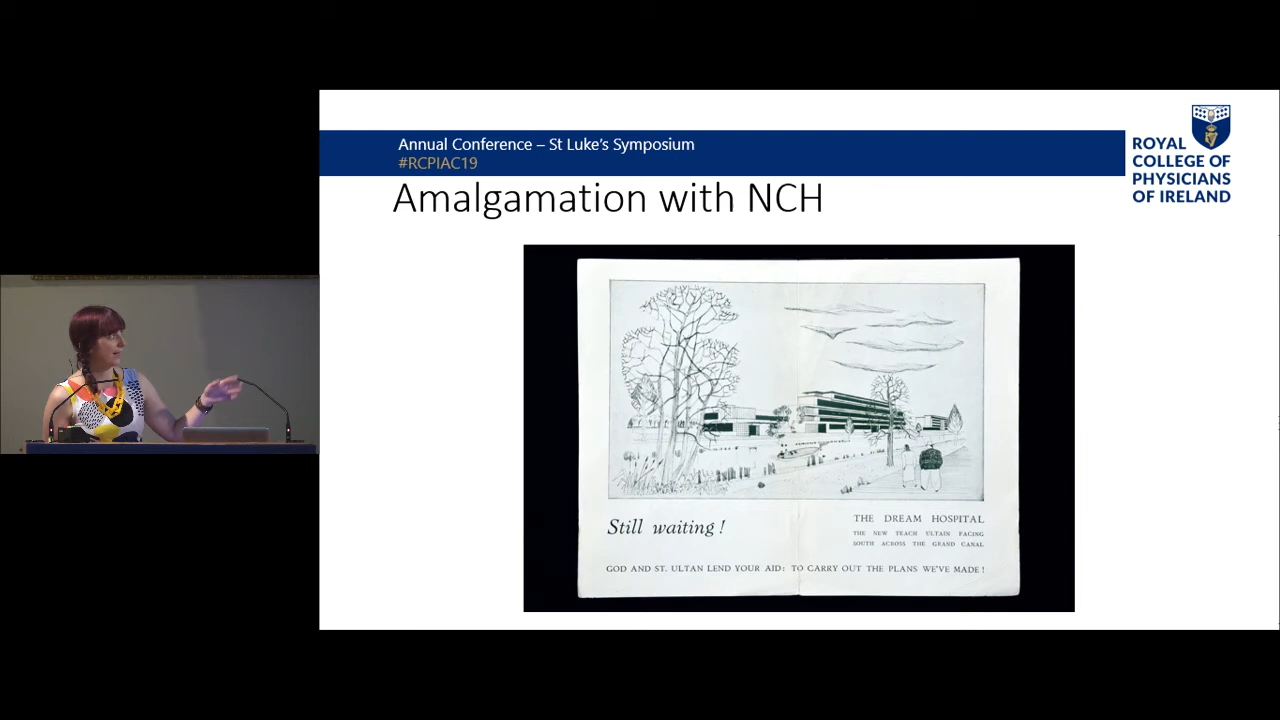 Annual Conference – St Luke's Symposium
#RCPIAC19
ROYAL
COLLEGE OF
PHYSICIANS
OF IRELAND
Amalgamation with NCH
Still waiting!
THE DREAM HOSPITAL
THE NEW TEACH ULTAIN FACING
SOUTH ACROSS THE GRAND CANAL
GOD AND ST. ULTAN LEND YOUR AID: TO CARRY OUT THE PLANS WE'VE MADE!